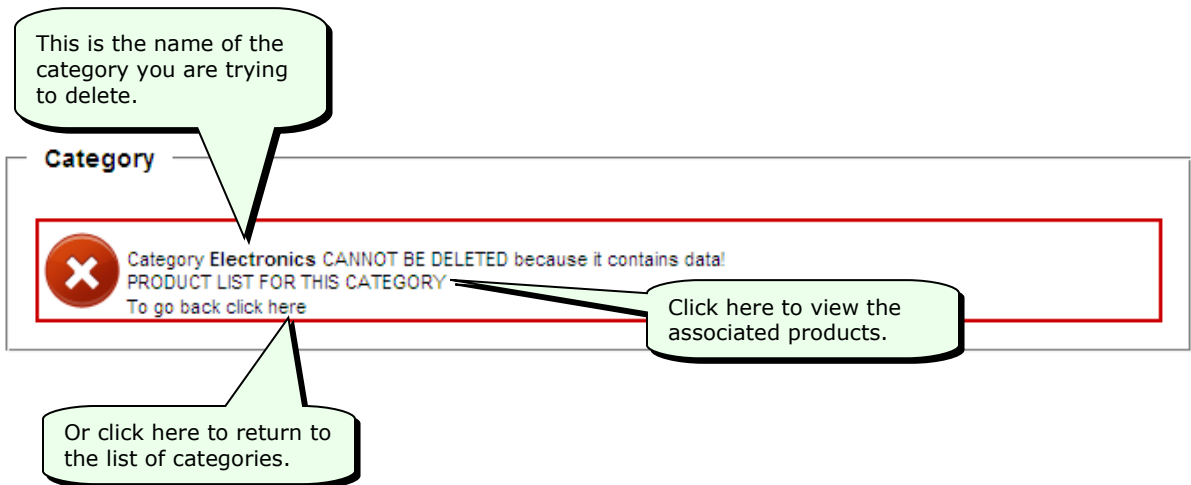 This is the name of the
category you are trying
to delete.
Category
Category Electronics CANNOT BE DELETED because it contains data!
PRODUCT LIST FOR THIS CATEGORY
To go back click here
Click here to view the
associated products.
Or click here to return to
the list of categories.